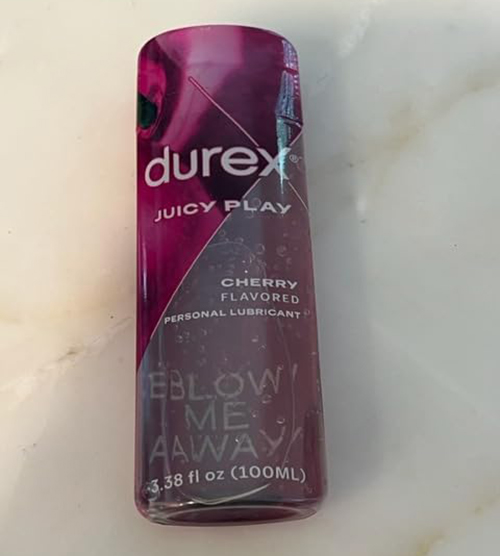 durex®
JUICY PLAY
CHERRY
FLAVORED
PERSONAL LUBRICANT
BLOW
ME
AWAY
3.38 fl oz (100ML)